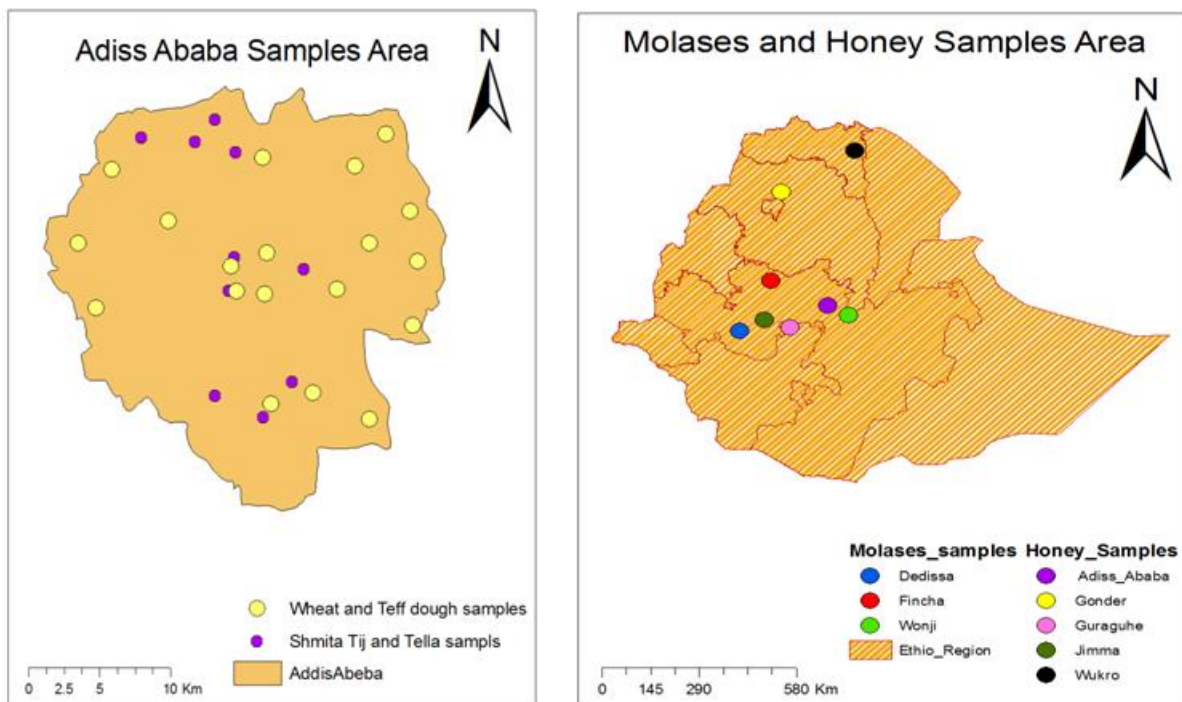 Adiss Ababa Samples Area
N
Wheat and Teff dough samples
Shmita Tij and Tella sampls
AddisAbeba
0 2.5 5 10 Km
Molases and Honey Samples Area
N
Molases_samples Honey_Samples
Dedissa Adiss_Ababa
Fincha Gonder
Wonji Guraguhe
Ethio_Region Jimma
Wukro
0 145 290 580 Km